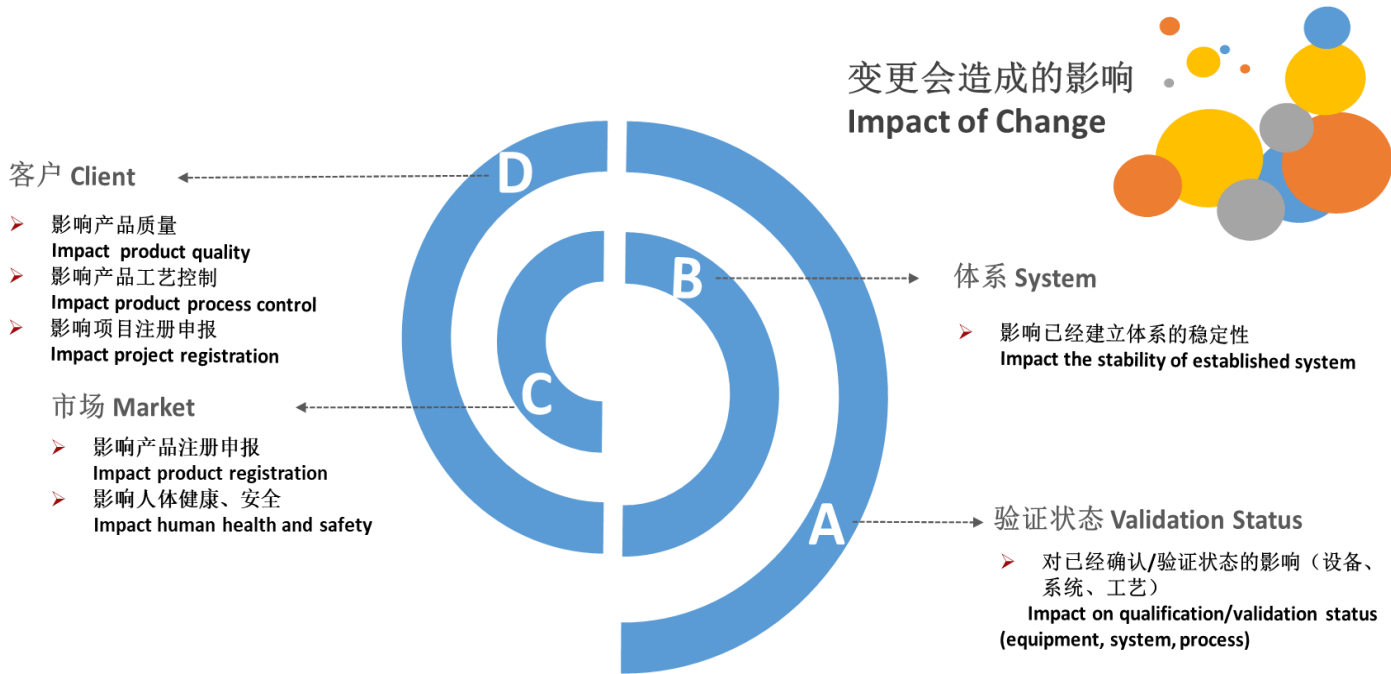 变更会造成的影响
Impact of Change
客户 Client
影响产品质量
Impact product quality
影响产品工艺控制
Impact product process control
影响项目注册申报
Impact project registration
市场 Market
影响产品注册申报
Impact product registration
影响人体健康、安全
Impact human health and safety
D
B
C
A
体系 System
影响已经建立体系的稳定性
Impact the stability of established system
验证状态 Validation Status
对已经确认/验证状态的影响（设备、
系统、工艺）
Impact on qualification/validation status
(equipment, system, process)